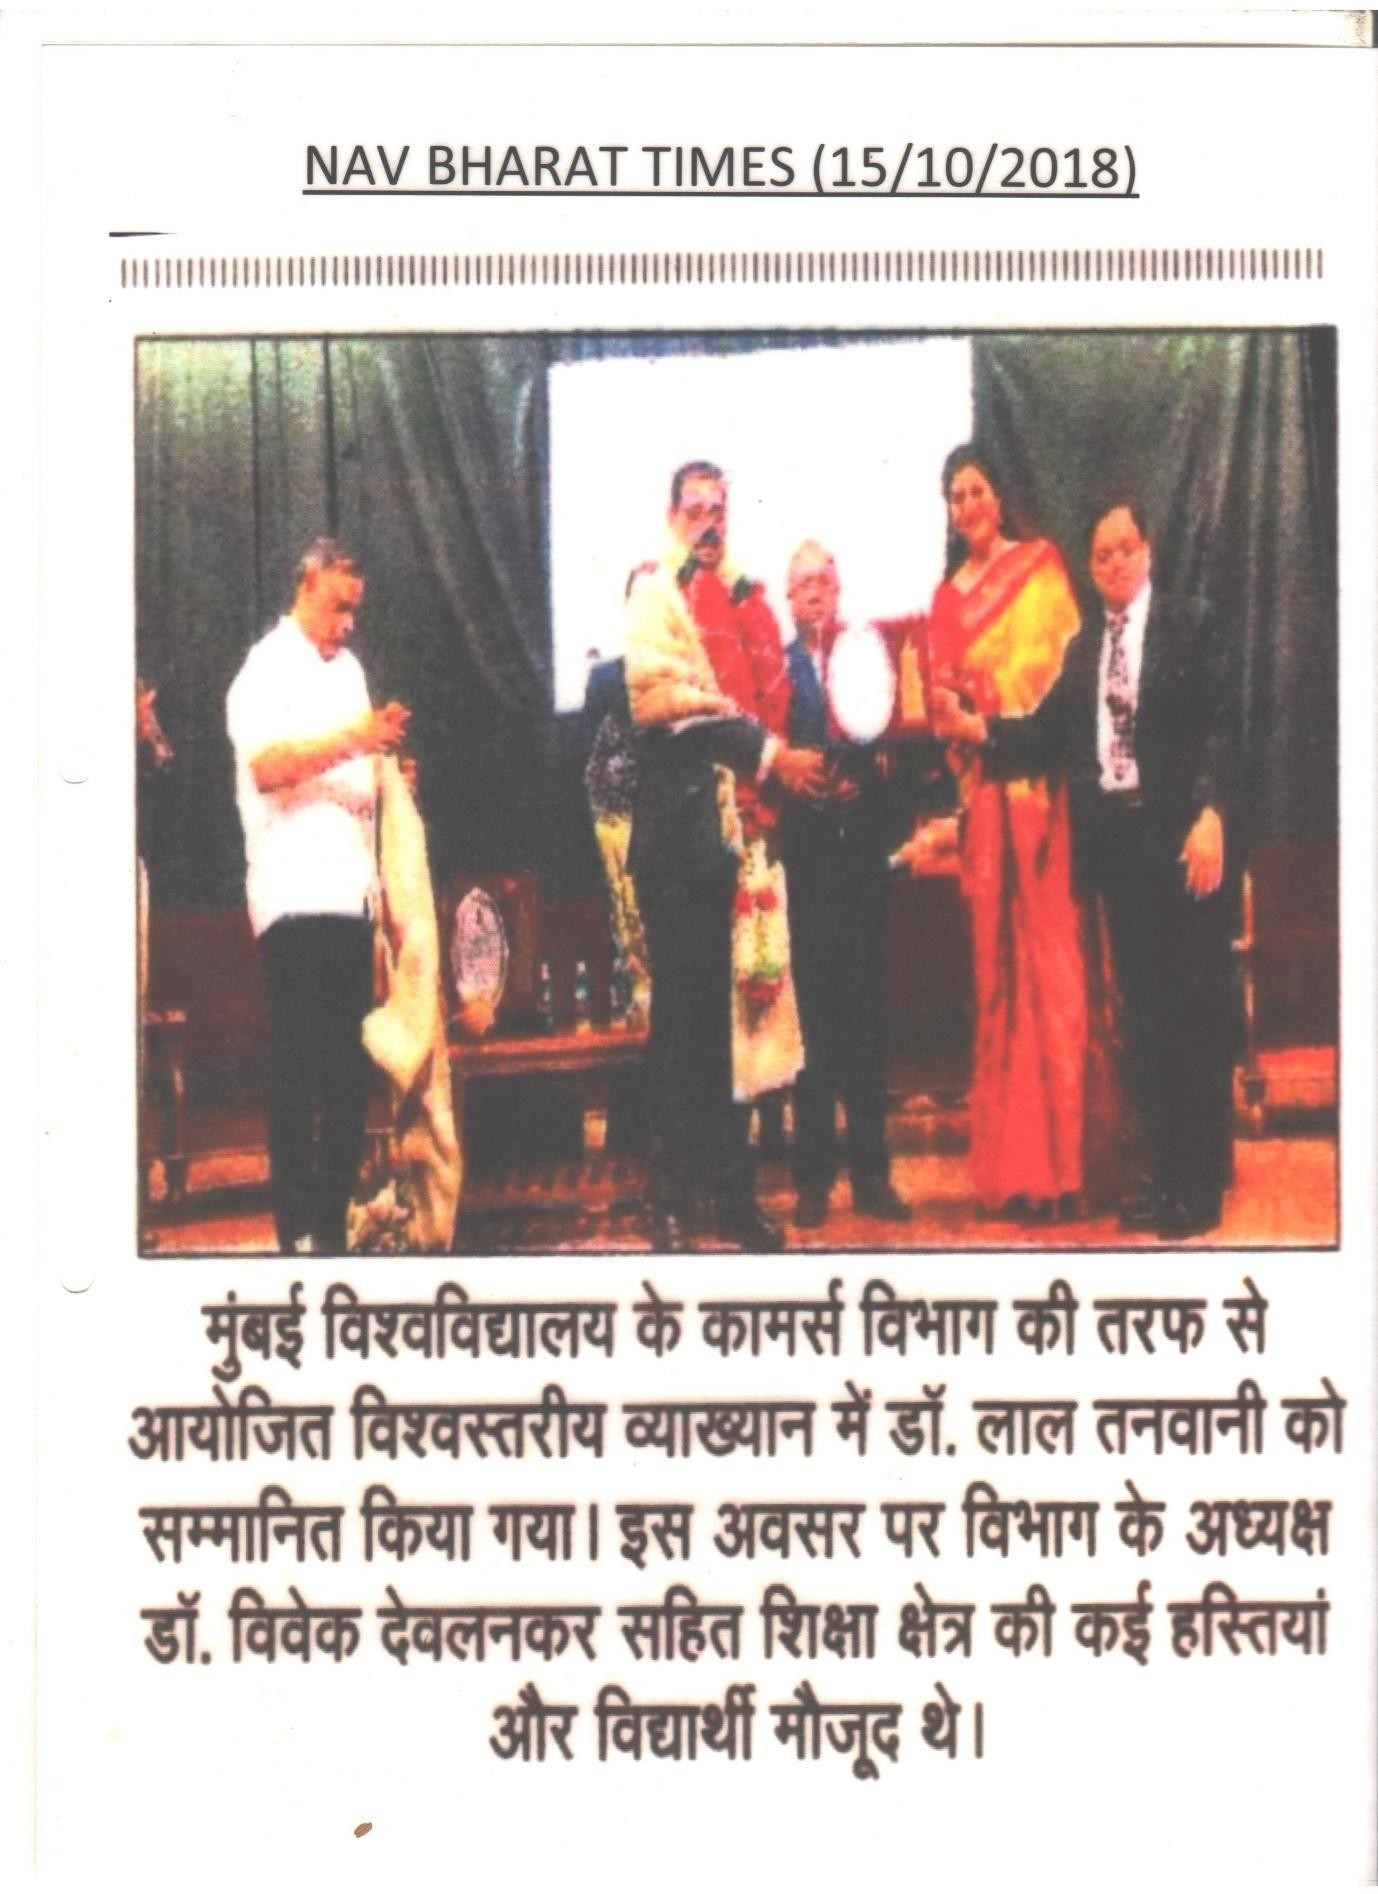 NAV BHARAT TIMES (15/10/2018)
मुंबई विश्वविद्यालय के कामर्स विभाग की तरफ से
आयोजित विश्वस्तरीय व्याख्यान में डॉ. लाल तनवानी को
सम्मानित किया गया। इस अवसर पर विभाग के अध्यक्ष
डॉ. विवेक देवलनकर सहित शिक्षा क्षेत्र की कई हस्तियां
और विद्यार्थी मौजूद थे।